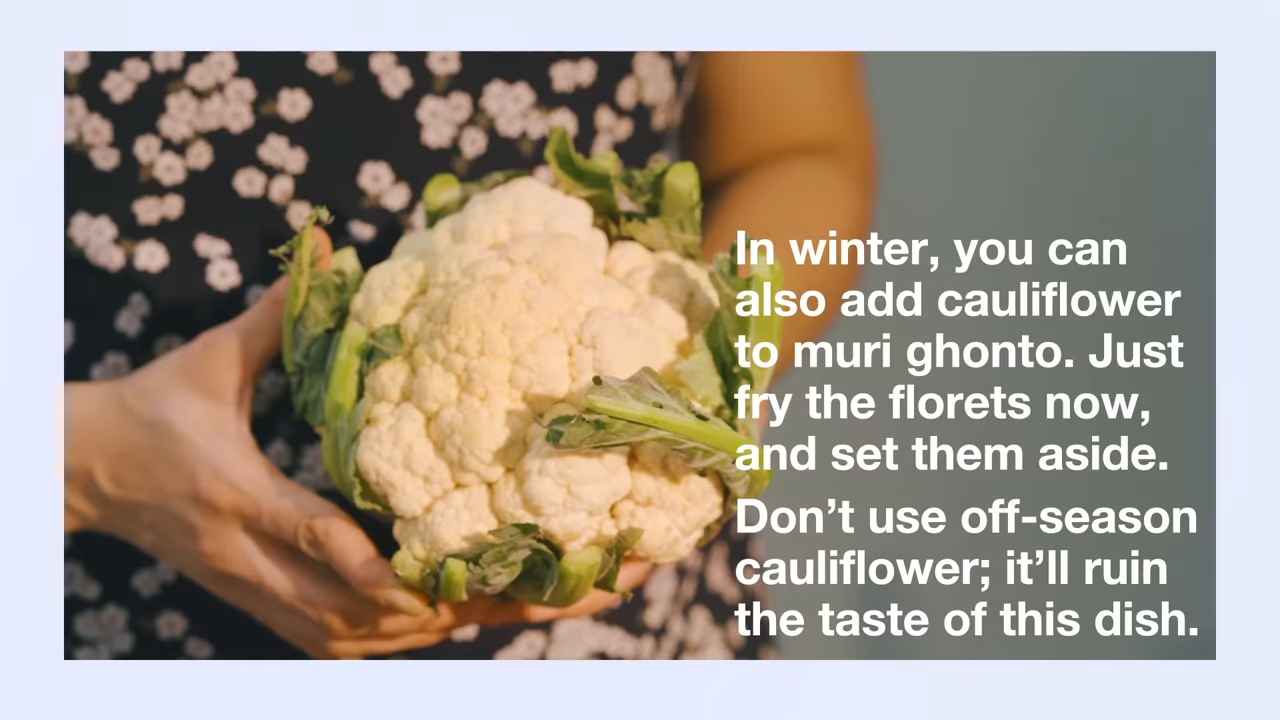 In winter, you can
also add cauliflower
to muri ghonto. Just
fry the florets now,
and set them aside.
Don’t use off-season
cauliflower; it’ll ruin
the taste of this dish.